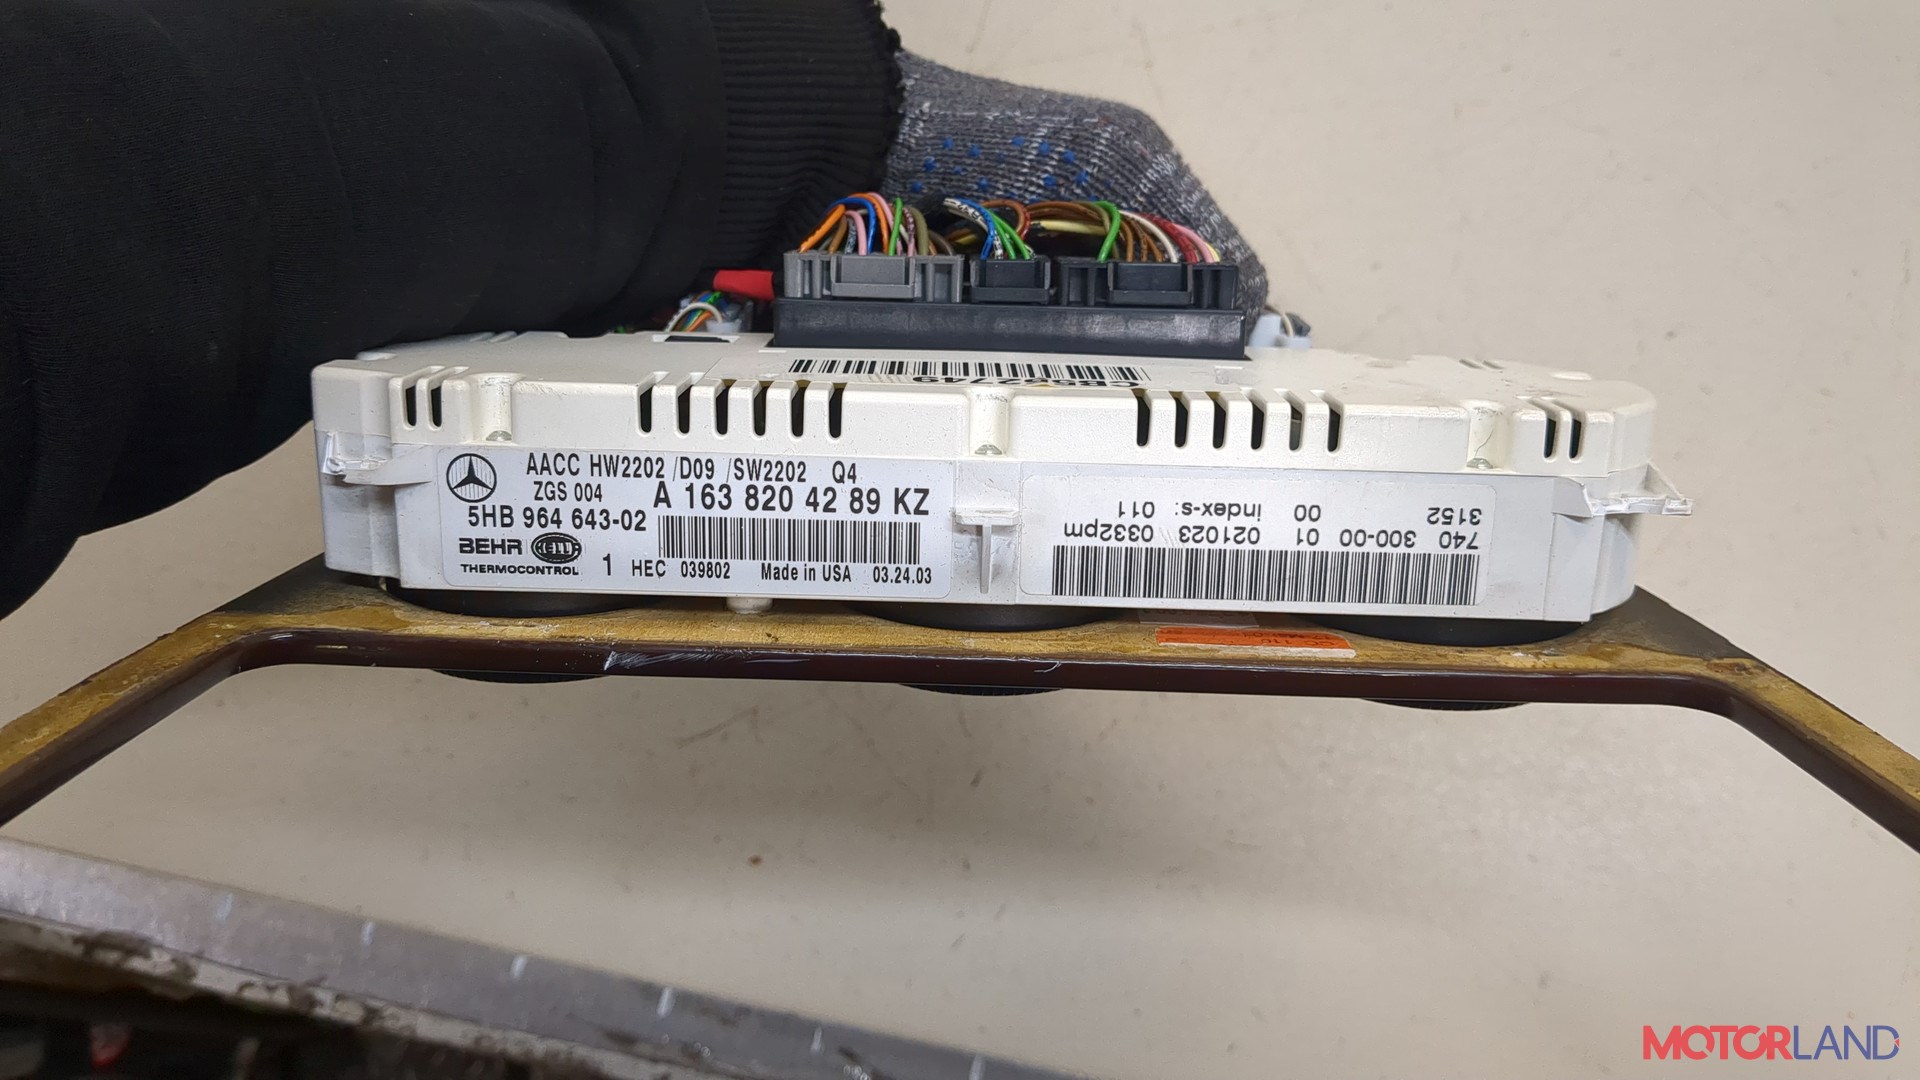 AACC HW2202 /D09 /SW2202 Q4
ZGS 004 A 163 820 42 89 KZ
5HB 964 643-02
BEHR HELLA
THERMOCONTROL
1 HEC 039802 Made in USA 03.24.03
740 300-00 01 021023 0332pm
3152 00 index-s: 011
MOTORLAND